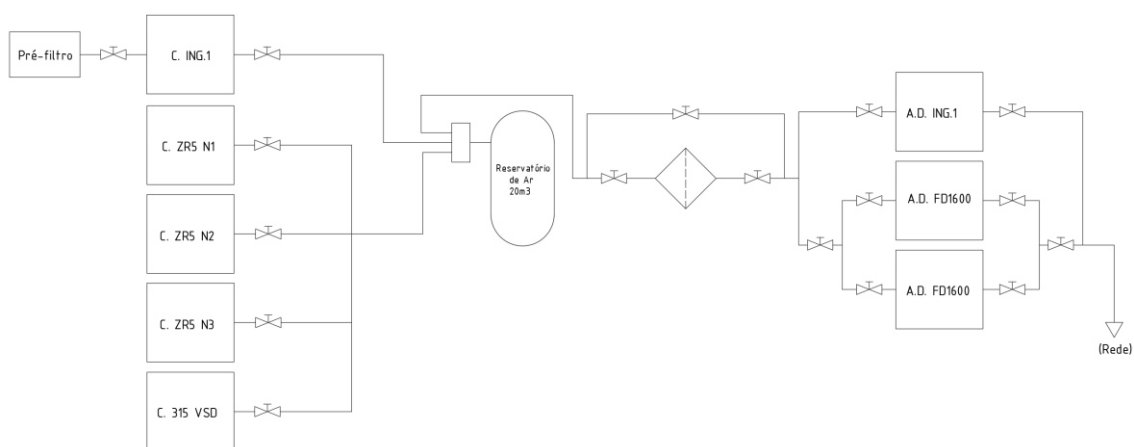 Pré-filtro
C. ING.1
C. ZR5 N1
C. ZR5 N2
C. ZR5 N3
C. 315 VSD
Reservatório
de Ar
20m3
A.D. ING.1
A.D. FD1600
A.D. FD1600
(Rede)